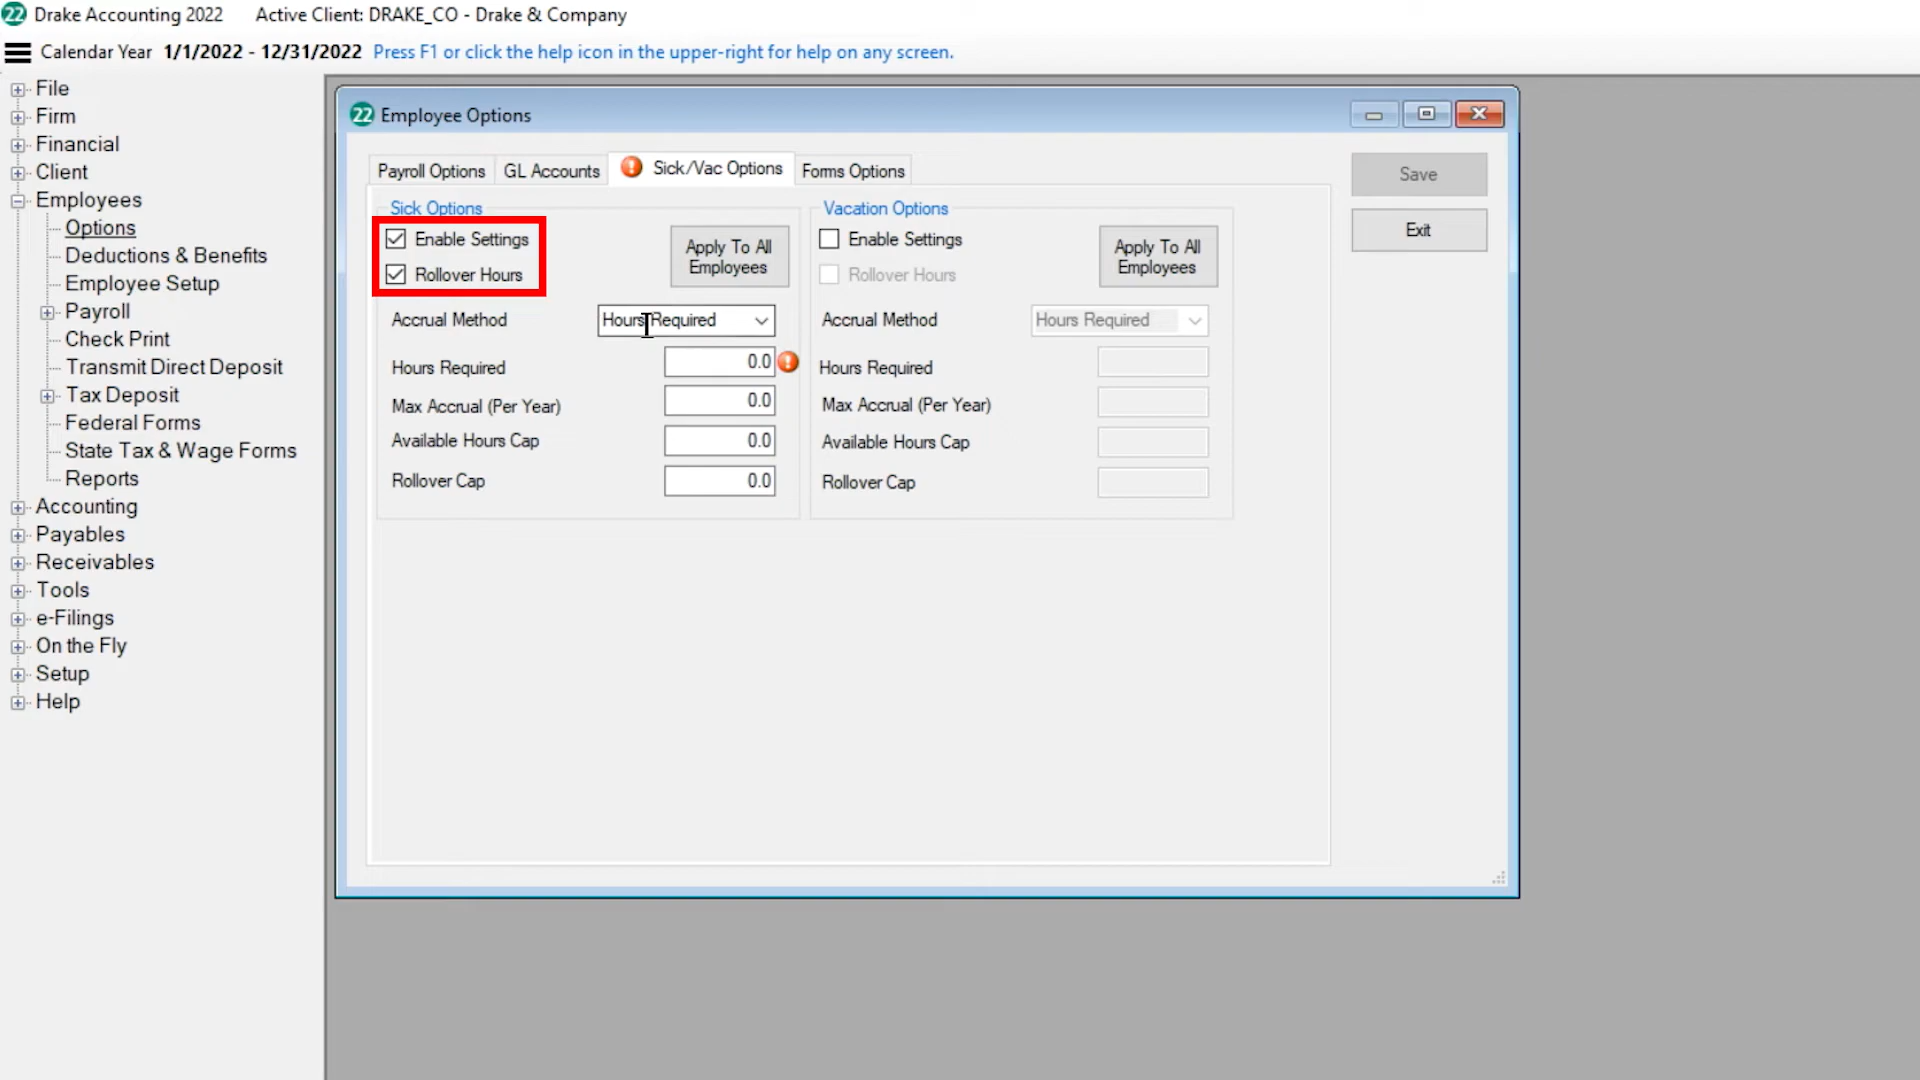 22 Drake Accounting 2022 Active Client: DRAKE_CO - Drake & Company
Calendar Year 1/1/2022 - 12/31/2022 Press F1 or click the help icon in the upper-right for help on any screen.
File
Firm
Financial
Client
Employees
Options
Deductions & Benefits
Employee Setup
Payroll
Check Print
Transmit Direct Deposit
Tax Deposit
Federal Forms
State Tax & Wage Forms
Reports
Accounting
Payables
Receivables
Tools
e-Filings
On the Fly
Setup
Help
22 Employee Options
Payroll Options GL Accounts Sick/Vac Options Forms Options
Save
Exit
Sick Options
Enable Settings
Rollover Hours
Apply To All
Employees
Accrual Method Hours Required
Hours Required 0.0
Max Accrual (Per Year) 0.0
Available Hours Cap 0.0
Rollover Cap 0.0
Vacation Options
Enable Settings
Rollover Hours
Apply To All
Employees
Accrual Method Hours Required
Hours Required
Max Accrual (Per Year)
Available Hours Cap
Rollover Cap